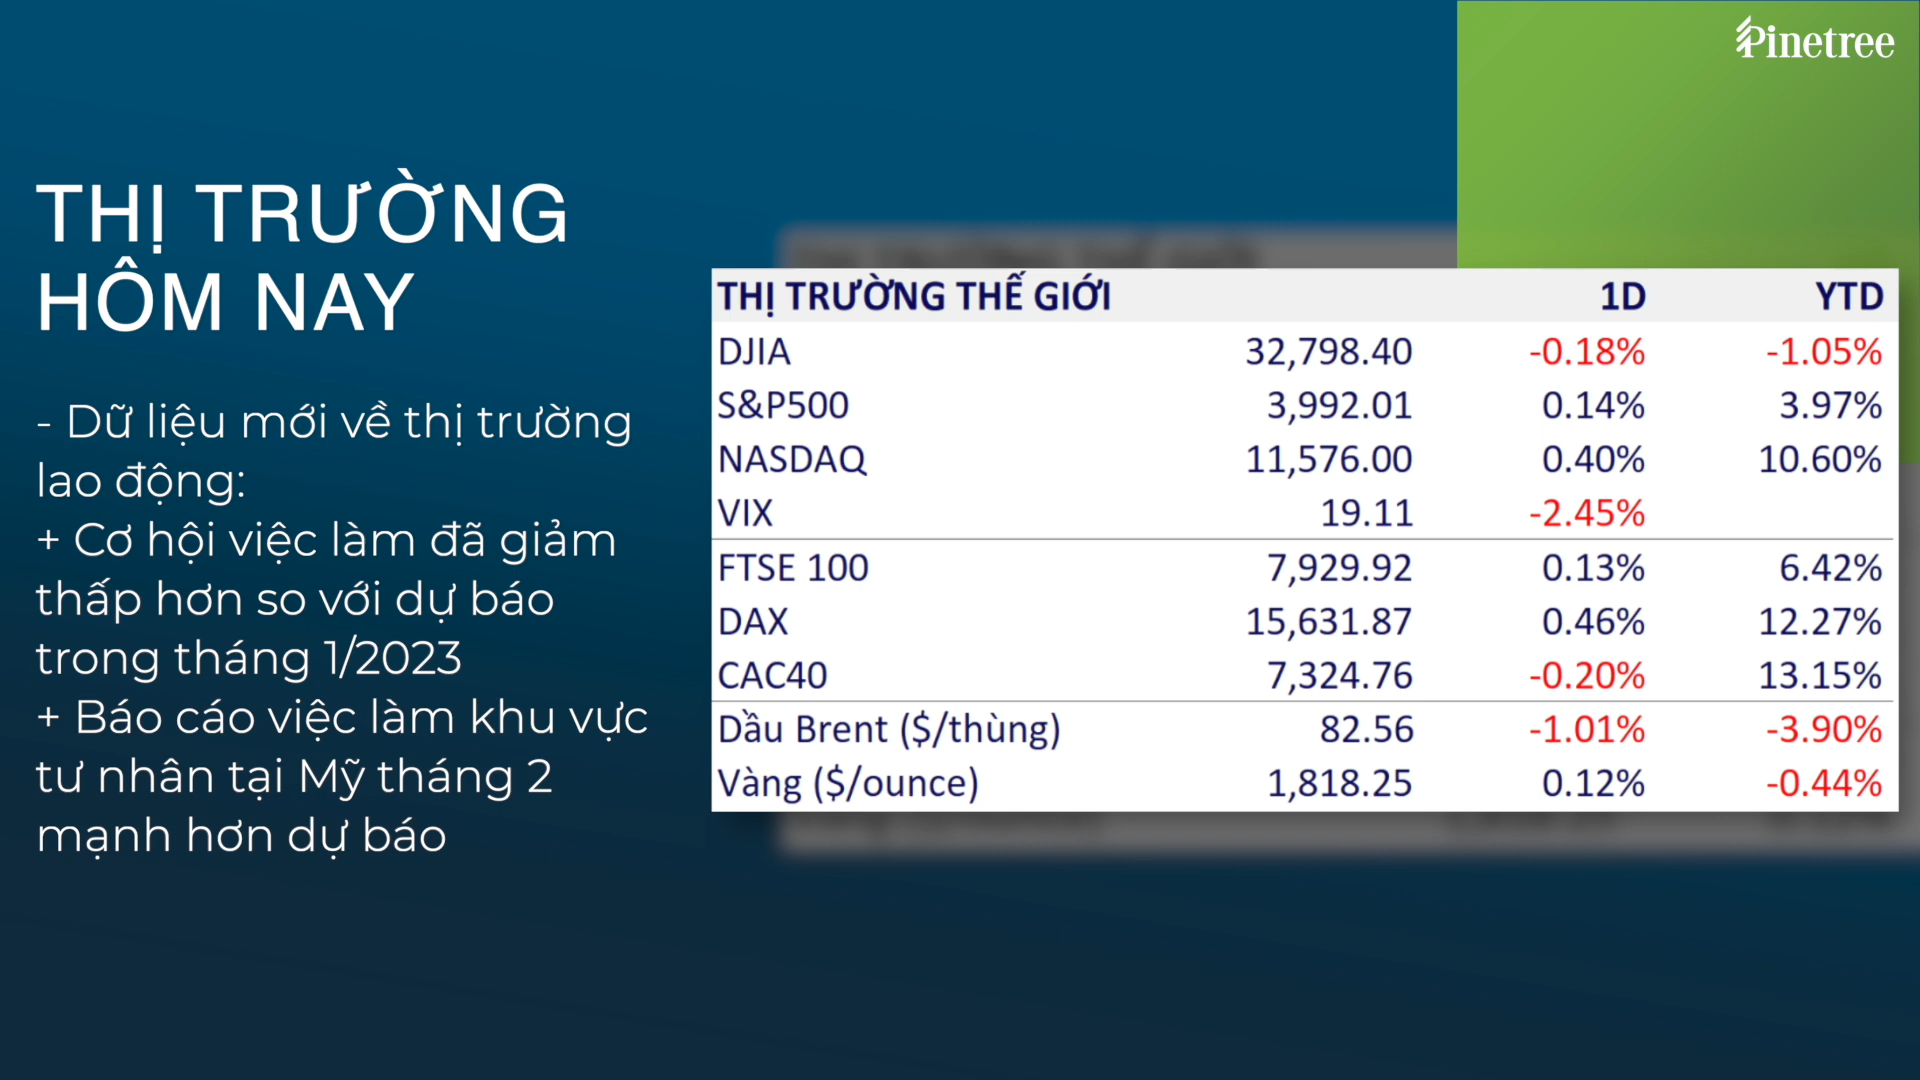 Pinetree
THỊ TRƯỜNG
HÔM NAY
- Dữ liệu mới về thị trường
lao động:
+ Cơ hội việc làm đã giảm
thấp hơn so với dự báo
trong tháng 1/2023
+ Báo cáo việc làm khu vực
tư nhân tại Mỹ tháng 2
mạnh hơn dự báo
THỊ TRƯỜNG THẾ GIỚI 1D YTD
DJIA 32,798.40 -0.18% -1.05%
S&P500 3,992.01 0.14% 3.97%
NASDAQ 11,576.00 0.40% 10.60%
VIX 19.11 -2.45%
FTSE 100 7,929.92 0.13% 6.42%
DAX 15,631.87 0.46% 12.27%
CAC40 7,324.76 -0.20% 13.15%
Dầu Brent ($/thùng) 82.56 -1.01% -3.90%
Vàng ($/ounce) 1,818.25 0.12% -0.44%